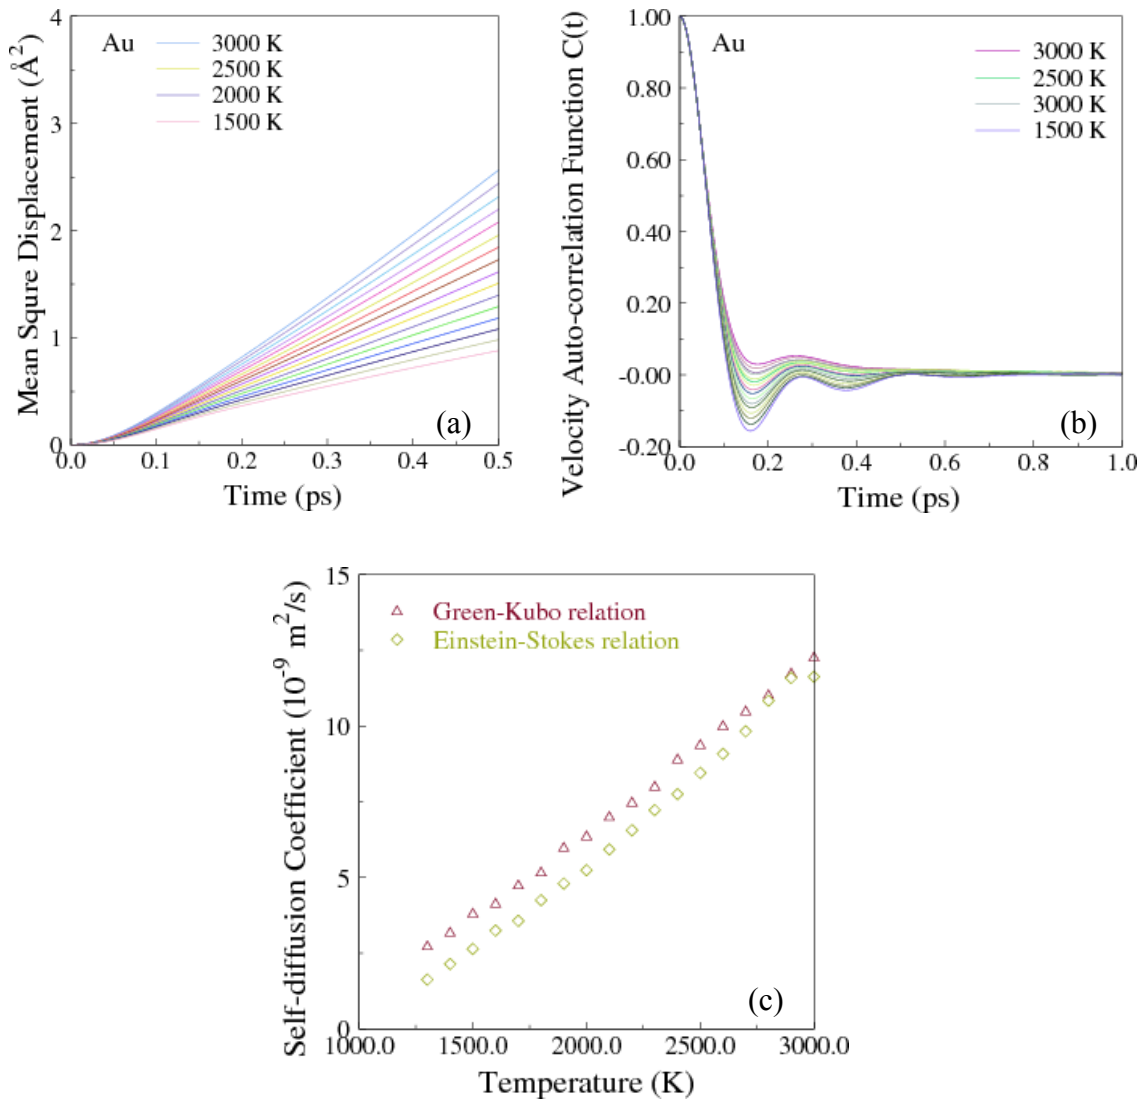 Mean Squre Displacement (Å²)
4
3
2
1
0
Au
3000 K
2500 K
2000 K
1500 K
(a)
0.0 0.1 0.2 0.3 0.4 0.5
Time (ps)
Velocity Auto-correlation Function C(t)
1.00
0.80
0.60
0.40
0.20
-0.00
-0.20
Au
3000 K
2500 K
3000 K
1500 K
(b)
0.0 0.2 0.4 0.6 0.8 1.0
Time (ps)
Self-diffusion Coefficient (10⁻⁹ m²/s)
15
10
5
0
Green-Kubo relation
Einstein-Stokes relation
(c)
1000.0 1500.0 2000.0 2500.0 3000.0
Temperature (K)